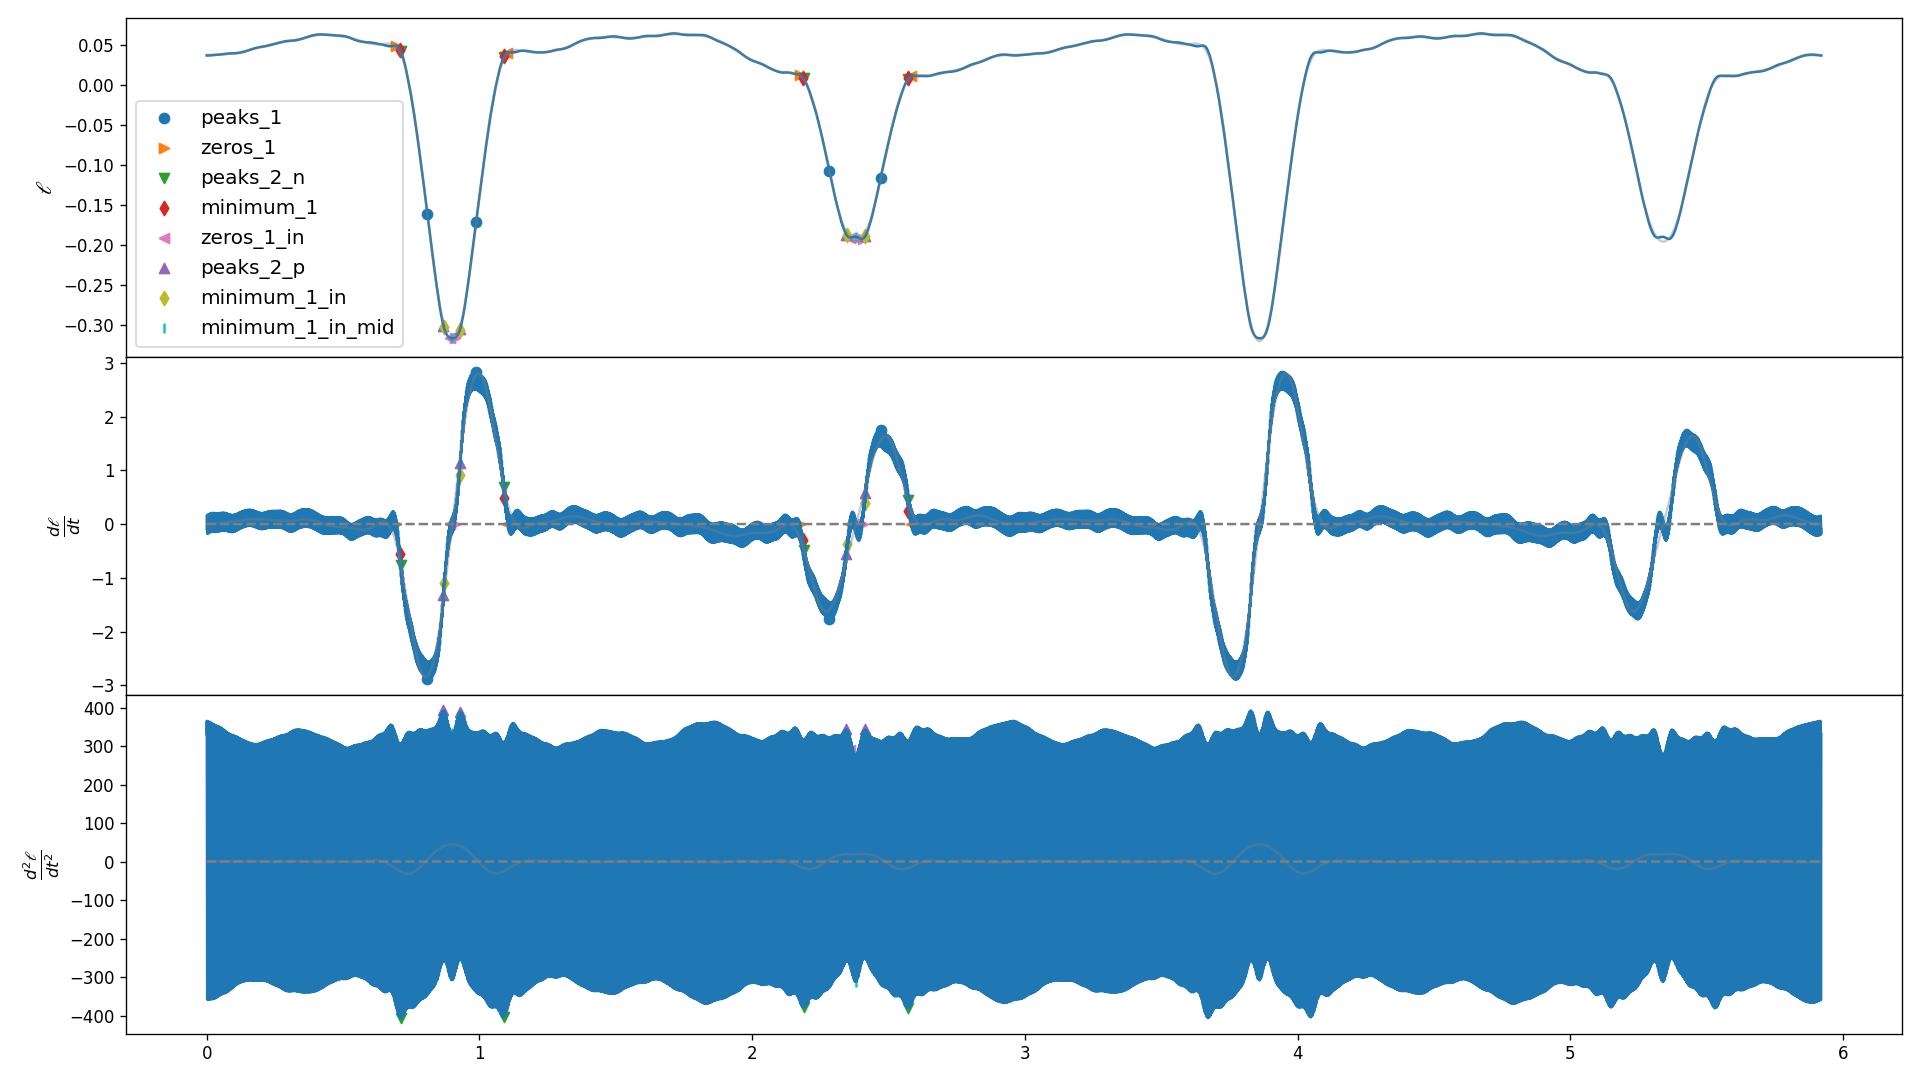 0.05
0.00
−0.05
−0.10
−0.15
−0.20
−0.25
−0.30
ℓ
peaks_1
zeros_1
peaks_2_n
minimum_1
zeros_1_in
peaks_2_p
minimum_1_in
minimum_1_in_mid
3
2
1
0
−1
−2
−3
dℓ
dt
400
300
200
100
0
−100
−200
−300
−400
d²ℓ
dt²
0 1 2 3 4 5 6